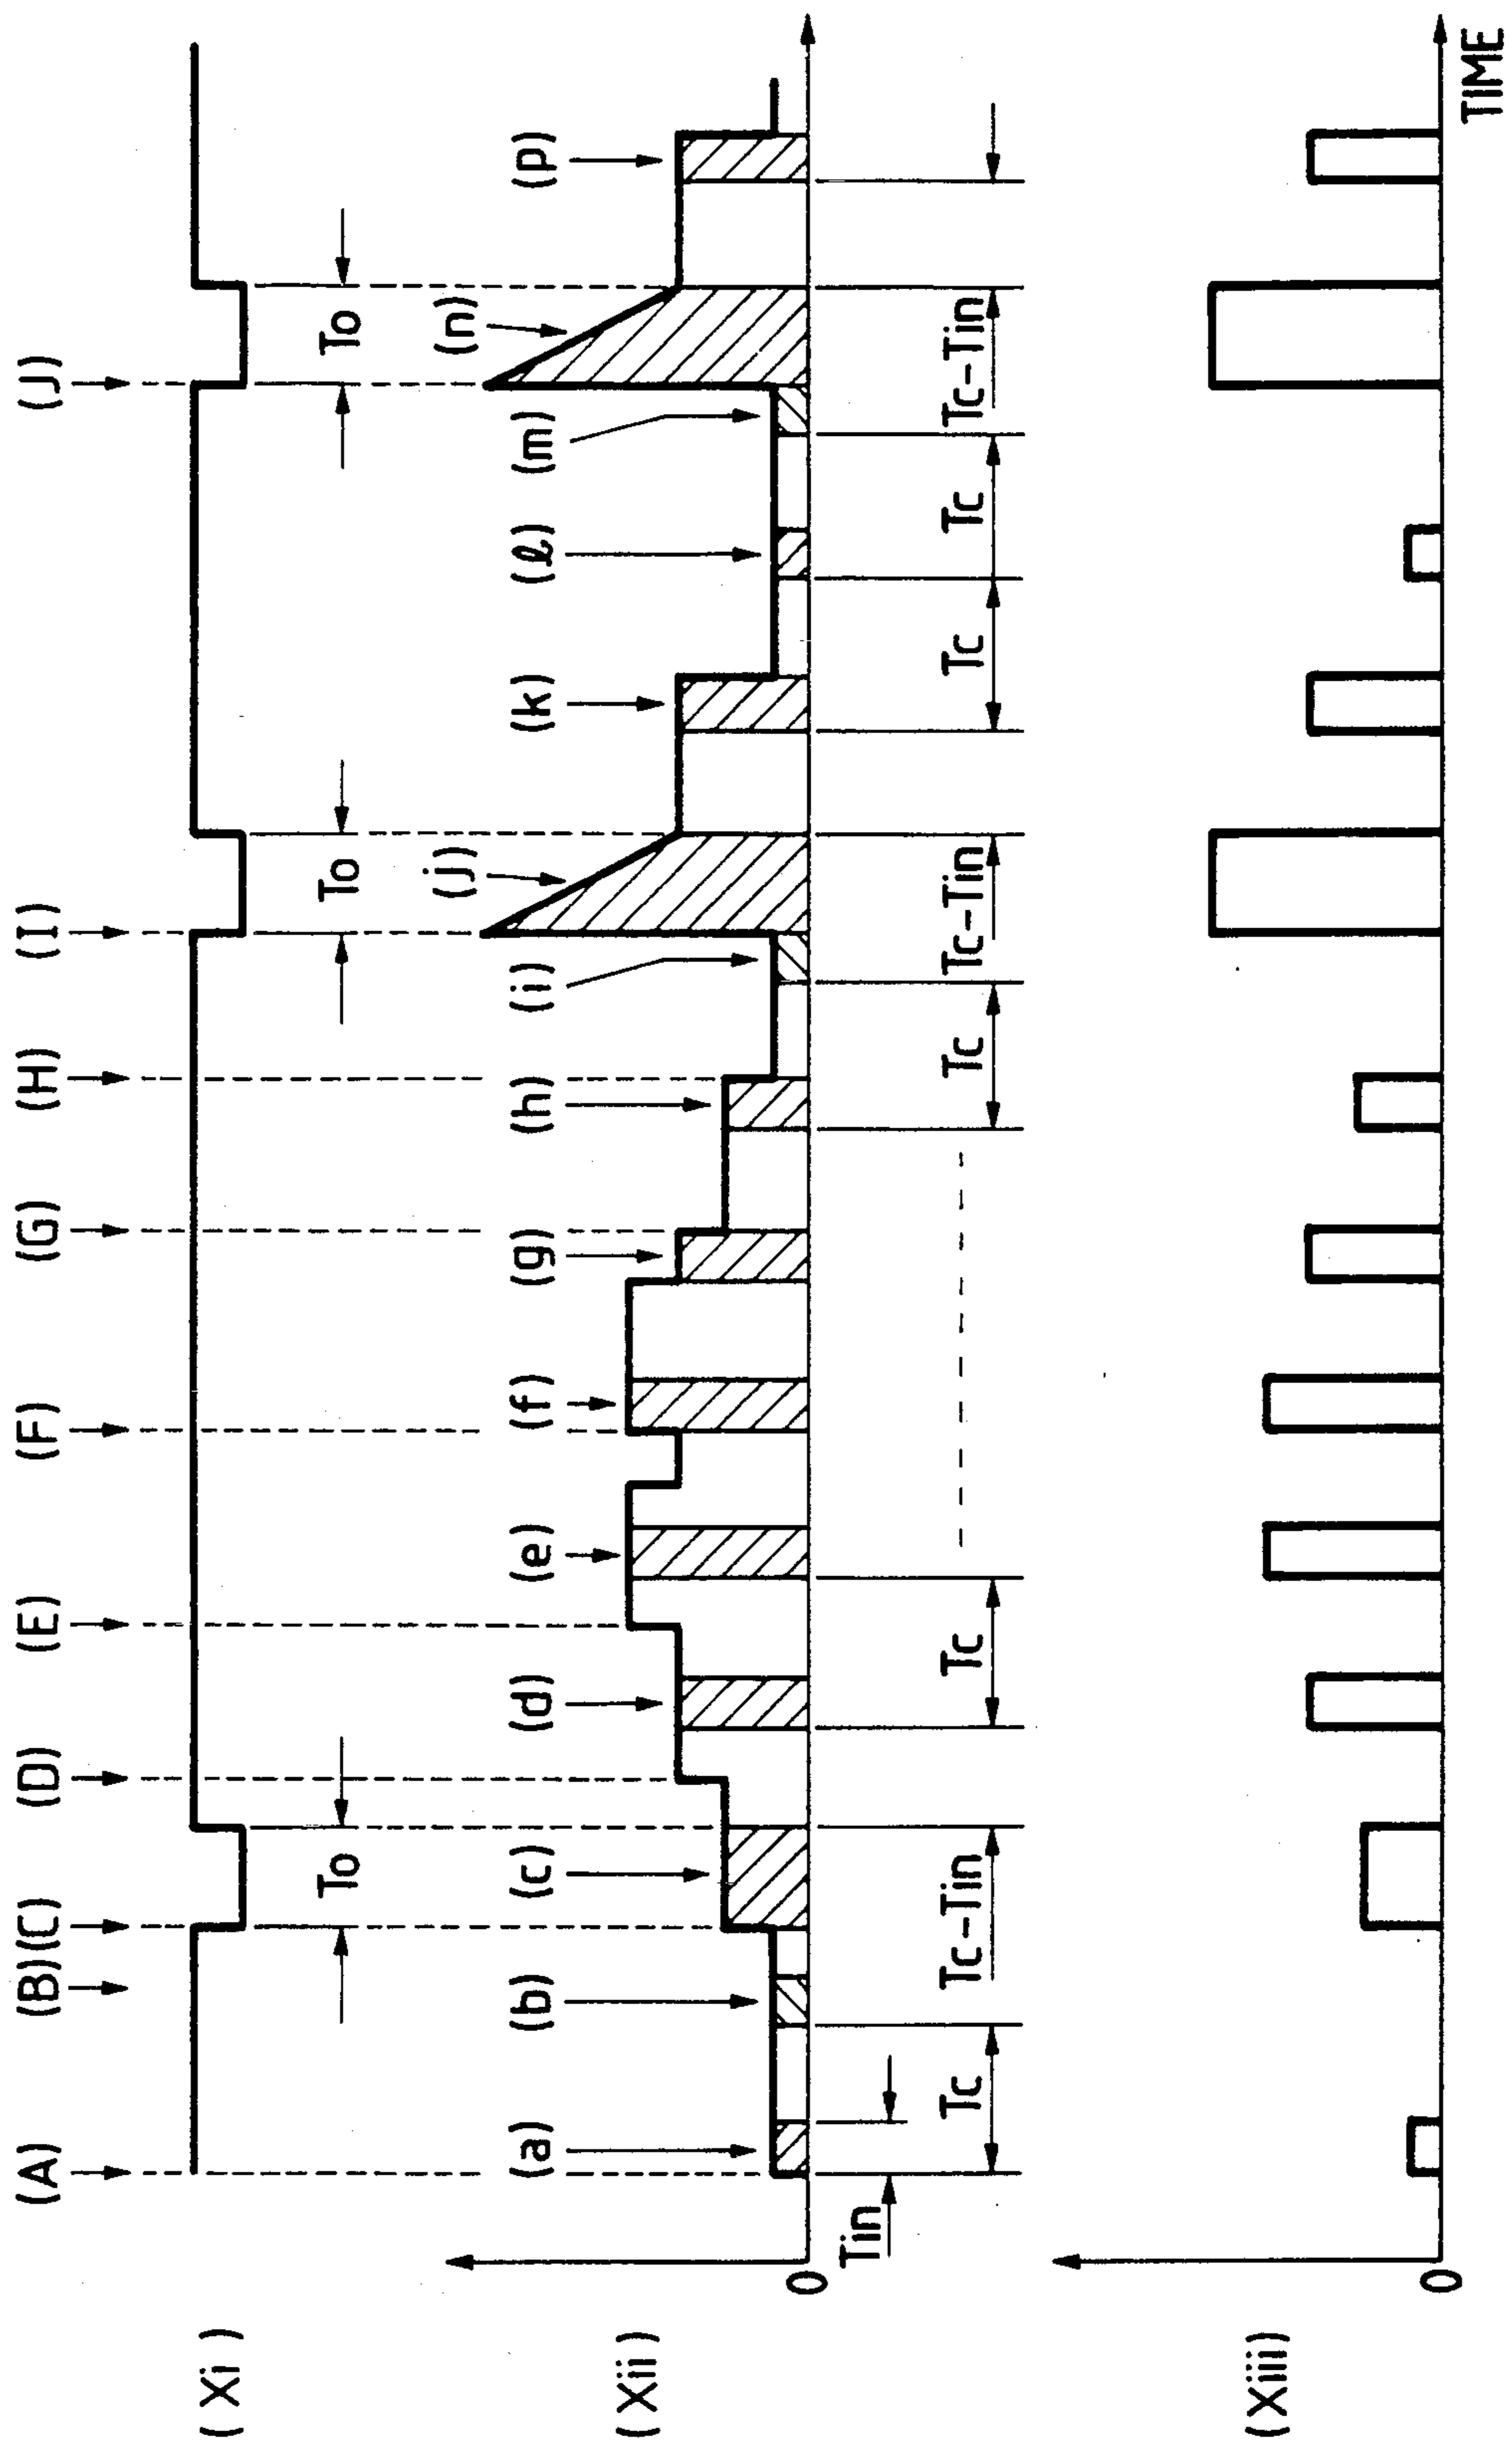 (A) (B) (C) (D) (E) (F) (G) (H) (I) (J)
(Xi)
To To To
(Xii)
(a) (b) (c) (d) (e) (f) (g) (h) (i) (j) (k) (ℓ) (m) (n) (p)
0
Tin
Tc Tc-Tin Tc Tc Tc-Tin Tc Tc Tc-Tin
(Xiii)
0
TIME